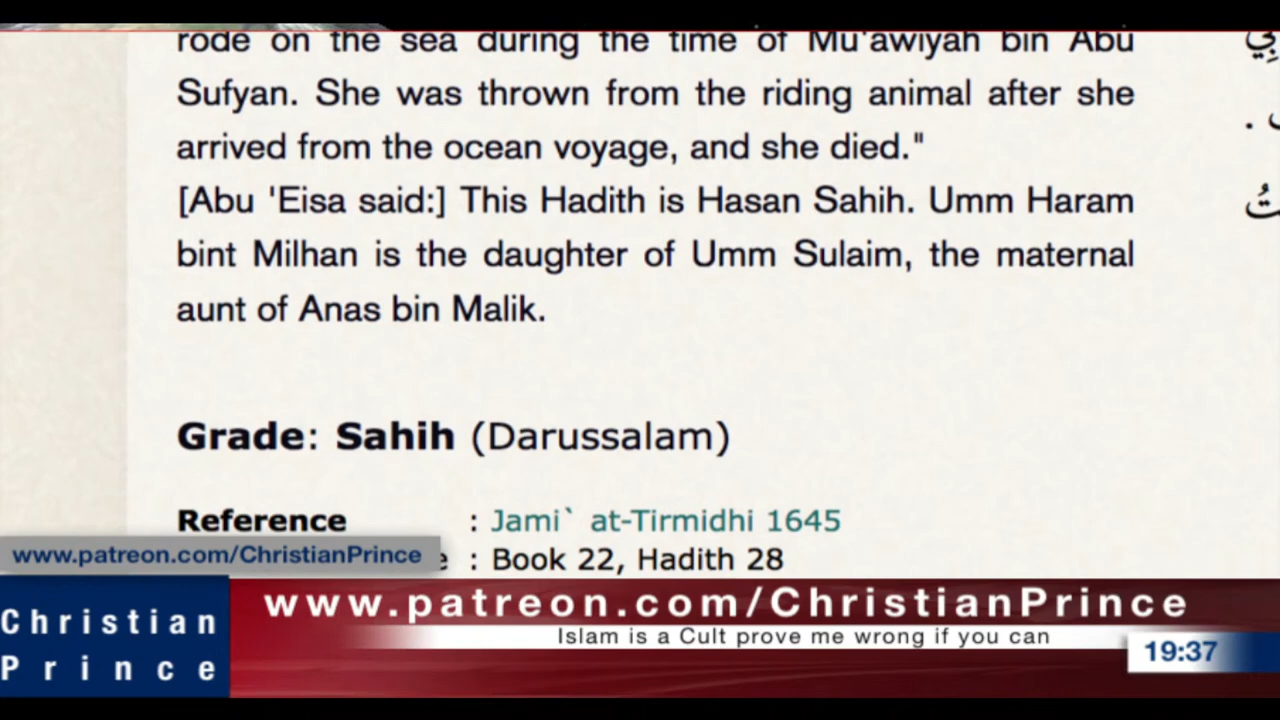 rode on the sea during the time of Mu'awiyah bin Abu
Sufyan. She was thrown from the riding animal after she
arrived from the ocean voyage, and she died."
[Abu 'Eisa said:] This Hadith is Hasan Sahih. Umm Haram
bint Milhan is the daughter of Umm Sulaim, the maternal
aunt of Anas bin Malik.
Grade: Sahih (Darussalam)
Reference : Jami` at-Tirmidhi 1645
: Book 22, Hadith 28
www.patreon.com/ChristianPrince
Christian
Prince
www.patreon.com/ChristianPrince
Islam is a Cult prove me wrong if you can
19:37